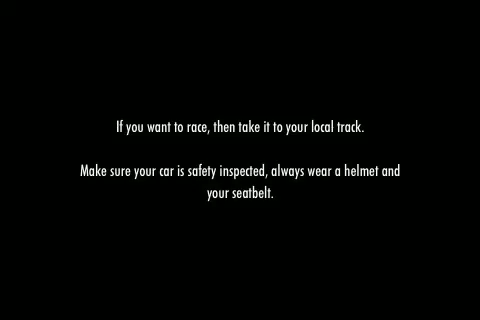 If you want to race, then take it to your local track.
Make sure your car is safety inspected, always wear a helmet and
your seatbelt.